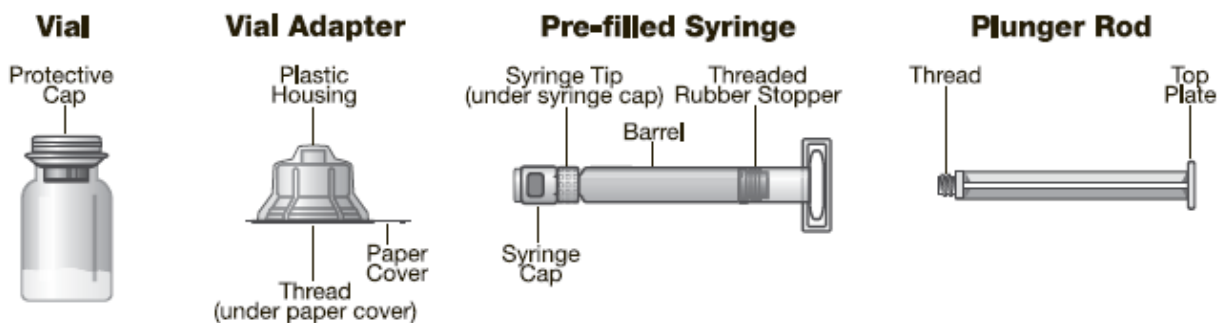 Vial
Vial Adapter
Pre-filled Syringe
Plunger Rod
Protective
Cap
Plastic
Housing
Paper
Cover
Thread
(under paper cover)
Syringe Tip
(under syringe cap)
Barrel
Threaded
Rubber Stopper
Syringe
Cap
Thread
Top
Plate